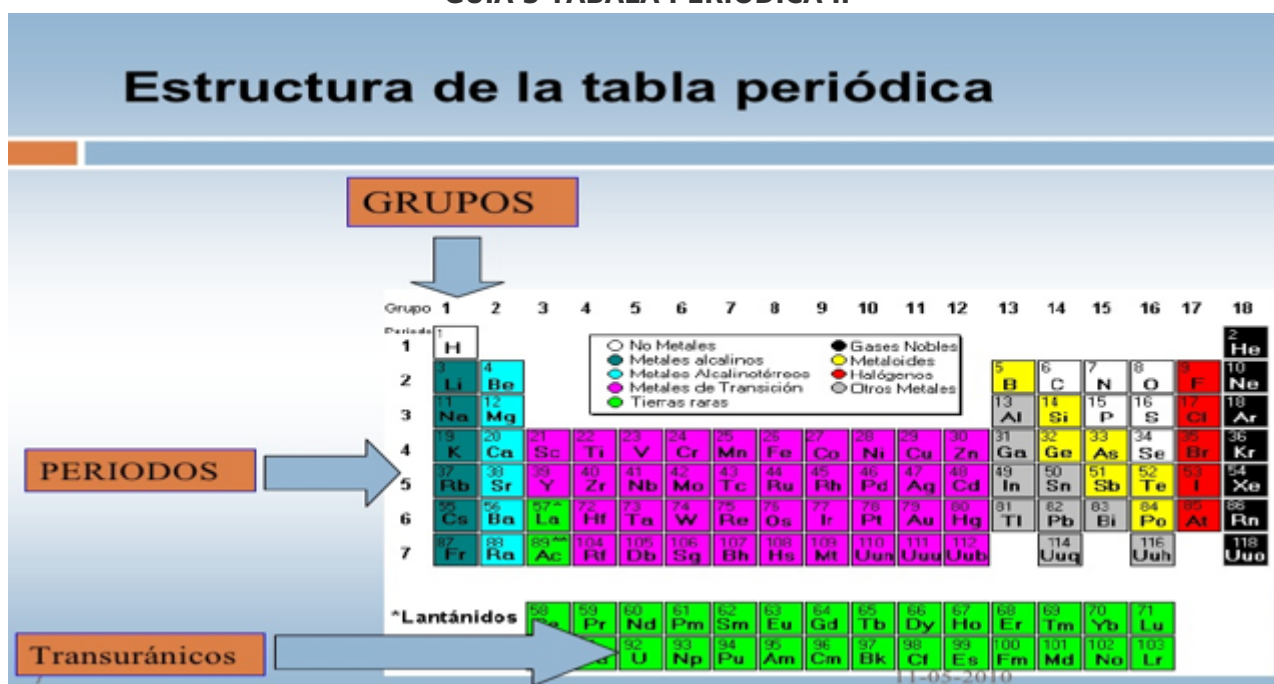 Estructura de la tabla periódica
GRUPOS
Grupo 1 2 3 4 5 6 7 8 9 10 11 12 13 14 15 16 17 18
Periodo
No Metales
Metales alcalinos
Metales Alcalinotérreos
Metales de Transición
Tierras raras
Gases Nobles
Metaloides
Halógenos
Otros Metales
1 1 H 2 He
2 3 Li 4 Be 5 B 6 C 7 N 8 O 9 F 10 Ne
3 11 Na 12 Mg 13 Al 14 Si 15 P 16 S 17 Cl 18 Ar
4 19 K 20 Ca 21 Sc 22 Ti 23 V 24 Cr 25 Mn 26 Fe 27 Co 28 Ni 29 Cu 30 Zn 31 Ga 32 Ge 33 As 34 Se 35 Br 36 Kr
PERIODOS
5 37 Rb 38 Sr 39 Y 40 Zr 41 Nb 42 Mo 43 Tc 44 Ru 45 Rh 46 Pd 47 Ag 48 Cd 49 In 50 Sn 51 Sb 52 Te 53 I 54 Xe
6 55 Cs 56 Ba 57* La 72 Hf 73 Ta 74 W 75 Re 76 Os 77 Ir 78 Pt 79 Au 80 Hg 81 Tl 82 Pb 83 Bi 84 Po 85 At 86 Rn
7 87 Fr 88 Ra 89** Ac 104 Rf 105 Db 106 Sg 107 Bh 108 Hs 109 Mt 110 Uun 111 Uuu 112 Uub 114 Uuq 116 Uuh 118 Uuo
*Lantánidos 58 59 Pr 60 Nd 61 Pm 62 Sm 63 Eu 64 Gd 65 Tb 66 Dy 67 Ho 68 Er 69 Tm 70 Yb 71 Lu
Transuránicos
92 U 93 Np 94 Pu 95 Am 96 Cm 97 Bk 98 Cf 99 Es 100 Fm 101 Md 102 No 103 Lr
11-05-2010